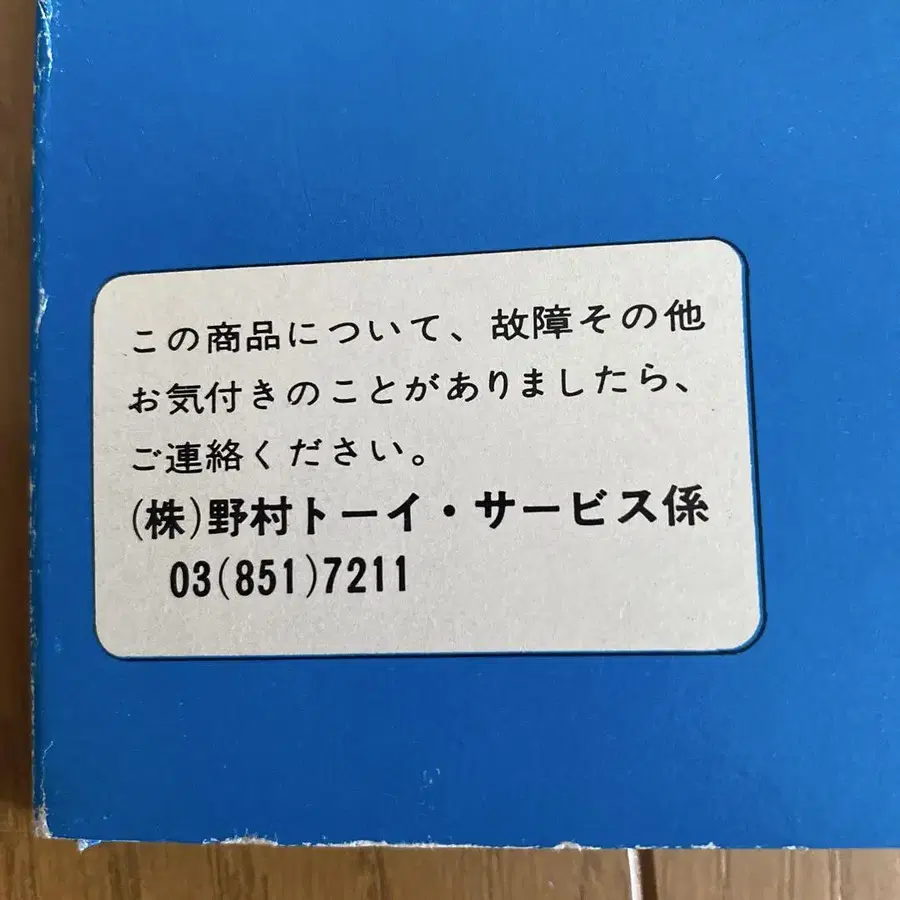 この商品について、故障その他
お気付きのことがありましたら、
ご連絡ください。
(株)野村トーイ・サービス係
03(851)7211